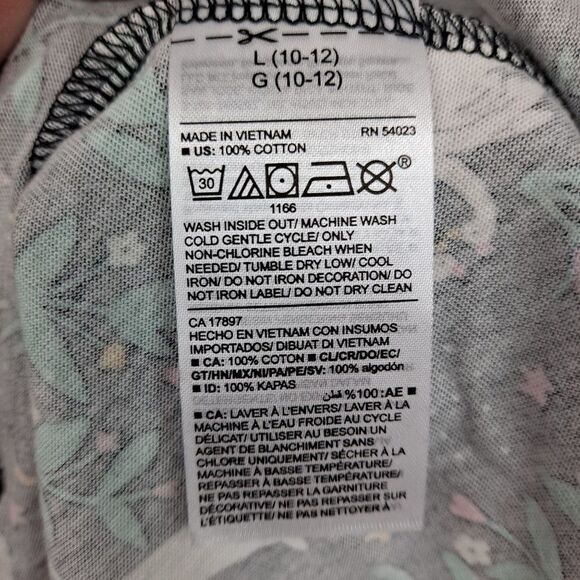 L (10-12)
G (10-12)
MADE IN VIETNAM RN 54023
■ US: 100% COTTON
30 ®
1166
WASH INSIDE OUT/ MACHINE WASH
COLD GENTLE CYCLE/ ONLY
NON-CHLORINE BLEACH WHEN
NEEDED/ TUMBLE DRY LOW/ COOL
IRON/ DO NOT IRON DECORATION/ DO
NOT IRON LABEL/ DO NOT DRY CLEAN
CA 17897
HECHO EN VIETNAM CON INSUMOS
IMPORTADOS/ DIBUAT DI VIETNAM
■ CA: 100% COTON ■ CL/CR/DO/EC/
GT/HN/MX/NI/PA/PE/SV: 100% algodón
■ ID: 100% KAPAS
■ AE: 100% قطن
■ CA: LAVER À L'ENVERS/ LAVER À LA
MACHINE À L'EAU FROIDE AU CYCLE
DÉLICAT/ UTILISER AU BESOIN UN
AGENT DE BLANCHIMENT SANS
CHLORE UNIQUEMENT/ SÉCHER À LA
MACHINE À BASSE TEMPÉRATURE/
REPASSER À BASSE TEMPÉRATURE/
NE PAS REPASSER LA GARNITURE
DÉCORATIVE/ NE PAS REPASSER
L'ÉTIQUETTE/ NE PAS NETTOYER À